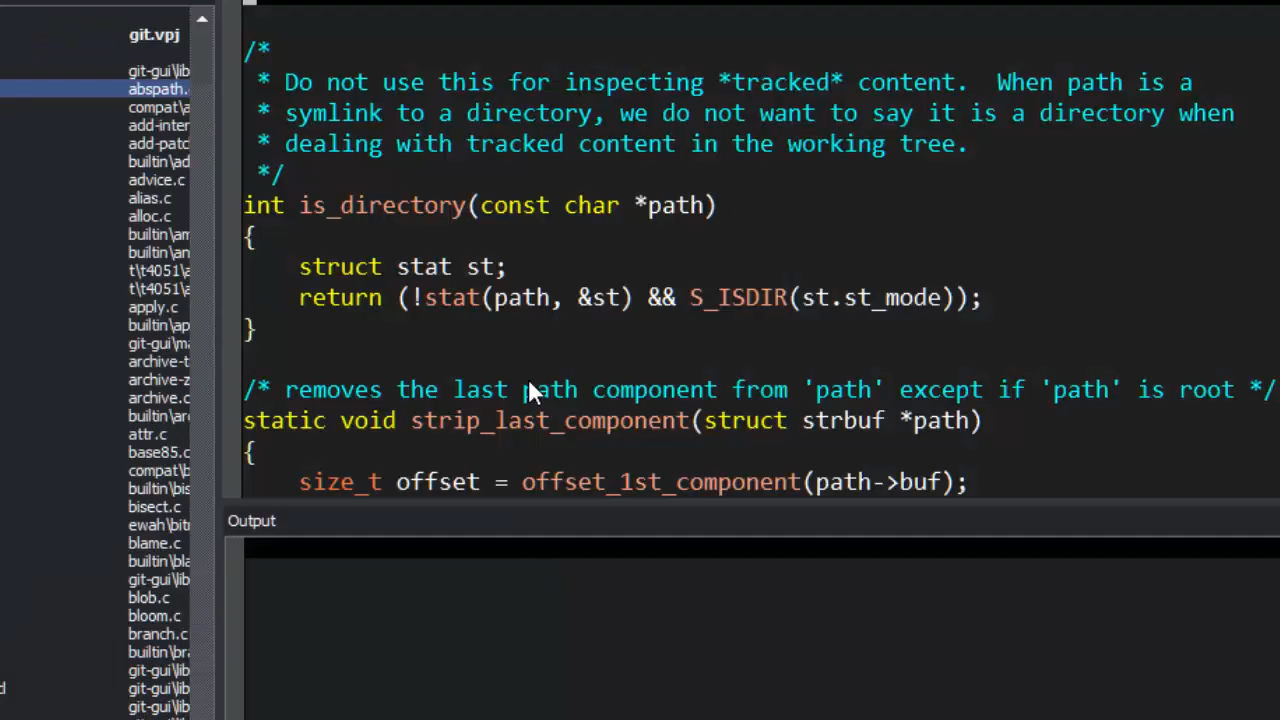 git.vpj
git-gui\lib
abspath.
compat\a
add-inter
add-patc
builtin\ad
advice.c
alias.c
alloc.c
builtin\am
builtin\an
t\t4051\a
t\t4051\a
apply.c
builtin\ap
git-gui\ma
archive-t
archive-z
archive.c
builtin\arc
attr.c
base85.c
compat\b
builtin\bis
bisect.c
ewah\bitm
blame.c
builtin\bla
git-gui\lib
blob.c
bloom.c
branch.c
builtin\bra
git-gui\lib
git-gui\lib
git-gui\lib
/*
* Do not use this for inspecting *tracked* content.  When path is a
* symlink to a directory, we do not want to say it is a directory when
* dealing with tracked content in the working tree.
*/
int is_directory(const char *path)
{
struct stat st;
return (!stat(path, &st) && S_ISDIR(st.st_mode));
}
/* removes the last path component from 'path' except if 'path' is root */
static void strip_last_component(struct strbuf *path)
{
size_t offset = offset_1st_component(path->buf);
Output